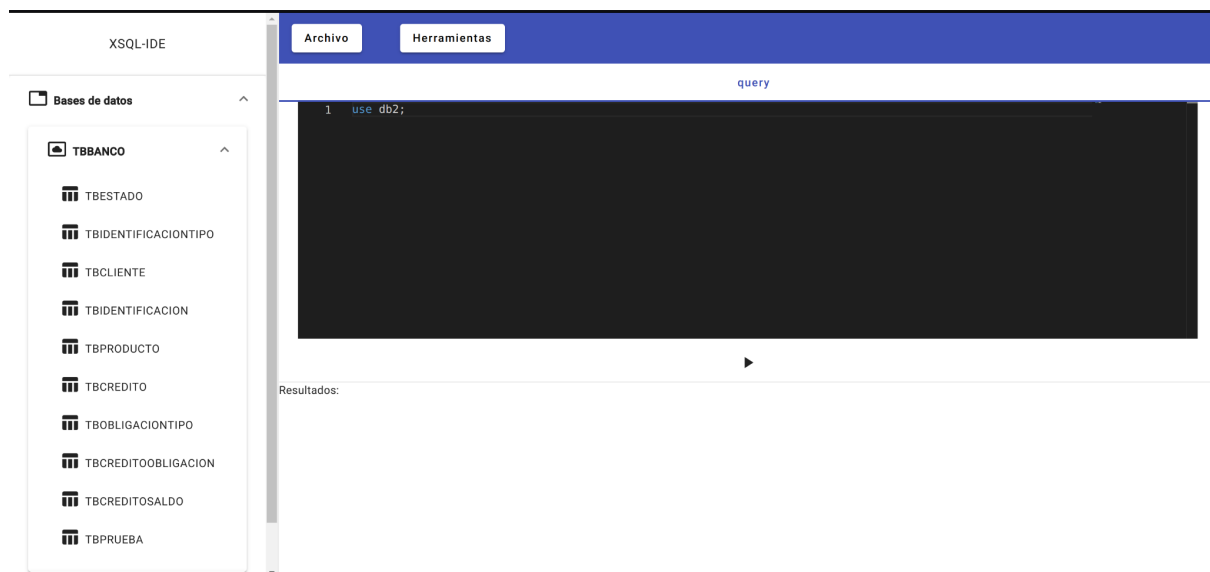 XSQL-IDE
Archivo
Herramientas
query
Bases de datos
TBBANCO
TBESTADO
TBIDENTIFICACIONTIPO
TBCLIENTE
TBIDENTIFICACION
TBPRODUCTO
TBCREDITO
TBOBLIGACIONTIPO
TBCREDITOOBLIGACION
TBCREDITOSALDO
TBPRUEBA
1 use db2;
Resultados: